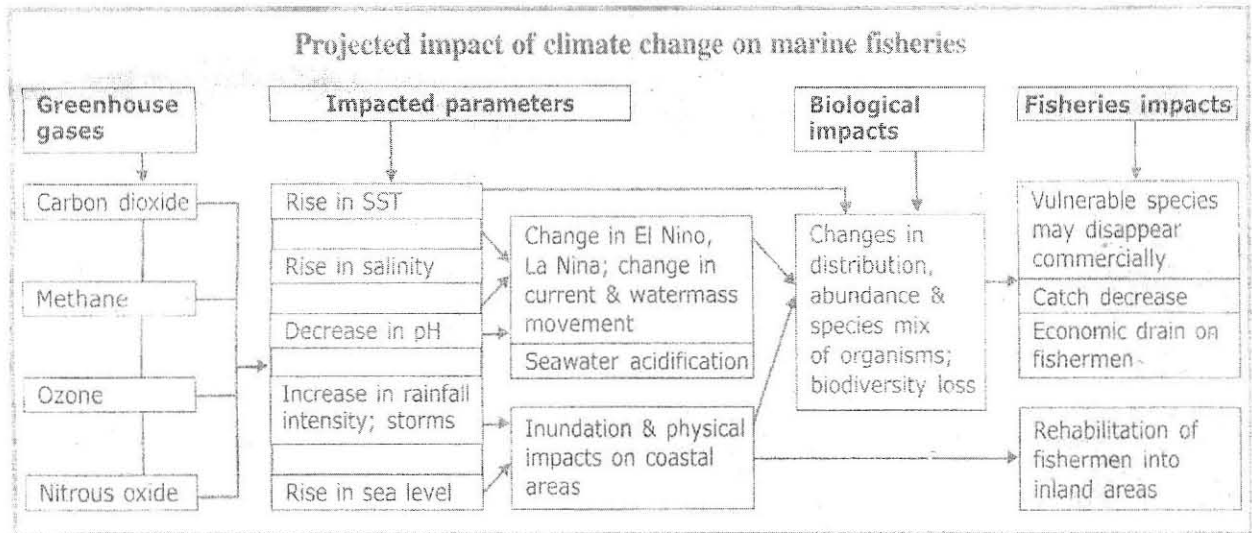 Projected impact of climate change on marine fisheries
Greenhouse
gases
Impacted parameters
Biological
impacts
Fisheries impacts
Carbon dioxide
Methane
Ozone
Nitrous oxide
Rise in SST
Rise in salinity
Decrease in pH
Increase in rainfall
intensity; storms
Rise in sea level
Change in El Nino,
La Nina; change in
current & watermass
movement
Seawater acidification
Inundation & physical
impacts on coastal
areas
Changes in
distribution,
abundance &
species mix
of organisms;
biodiversity loss
Vulnerable species
may disappear
commercially
Catch decrease
Economic drain on
fishermen
Rehabilitation of
fishermen into
inland areas